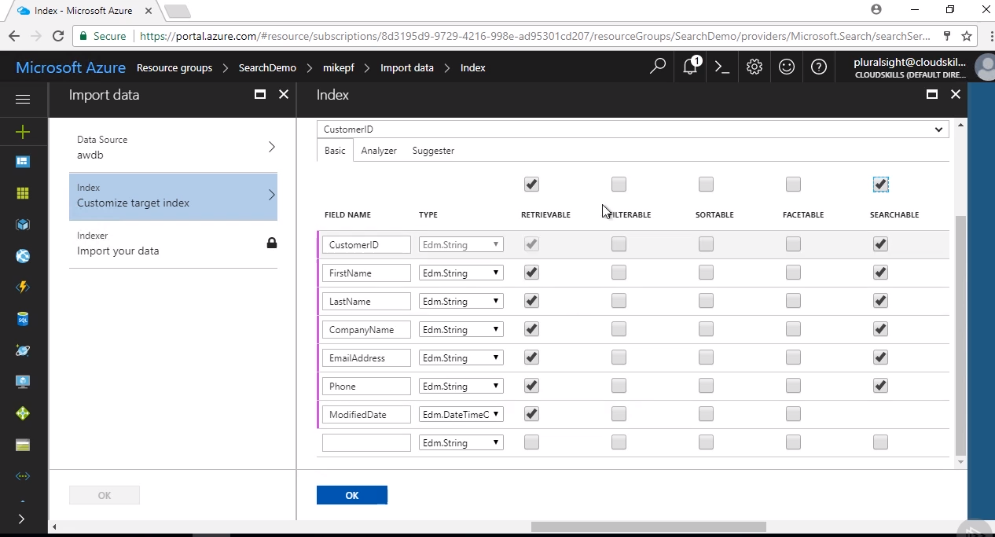 Index - Microsoft Azure
Secure https://portal.azure.com/#resource/subscriptions/8d3195d9-9729-4216-998e-ad95301cd207/resourceGroups/SearchDemo/providers/Microsoft.Search/searchSer...
Microsoft Azure Resource groups > SearchDemo > mikepf > Import data > Index
1
pluralsight@cloudskil...
CLOUDSKILLS (DEFAULT DIRE...
Import data
Data Source
awdb
Index
Customize target index
Indexer
Import your data
OK
Index
CustomerID
Basic Analyzer Suggester
FIELD NAME TYPE RETRIEVABLE FILTERABLE SORTABLE FACETABLE SEARCHABLE
CustomerID Edm.String
FirstName Edm.String
LastName Edm.String
CompanyName Edm.String
EmailAddress Edm.String
Phone Edm.String
ModifiedDate Edm.DateTimeC
Edm.String
OK